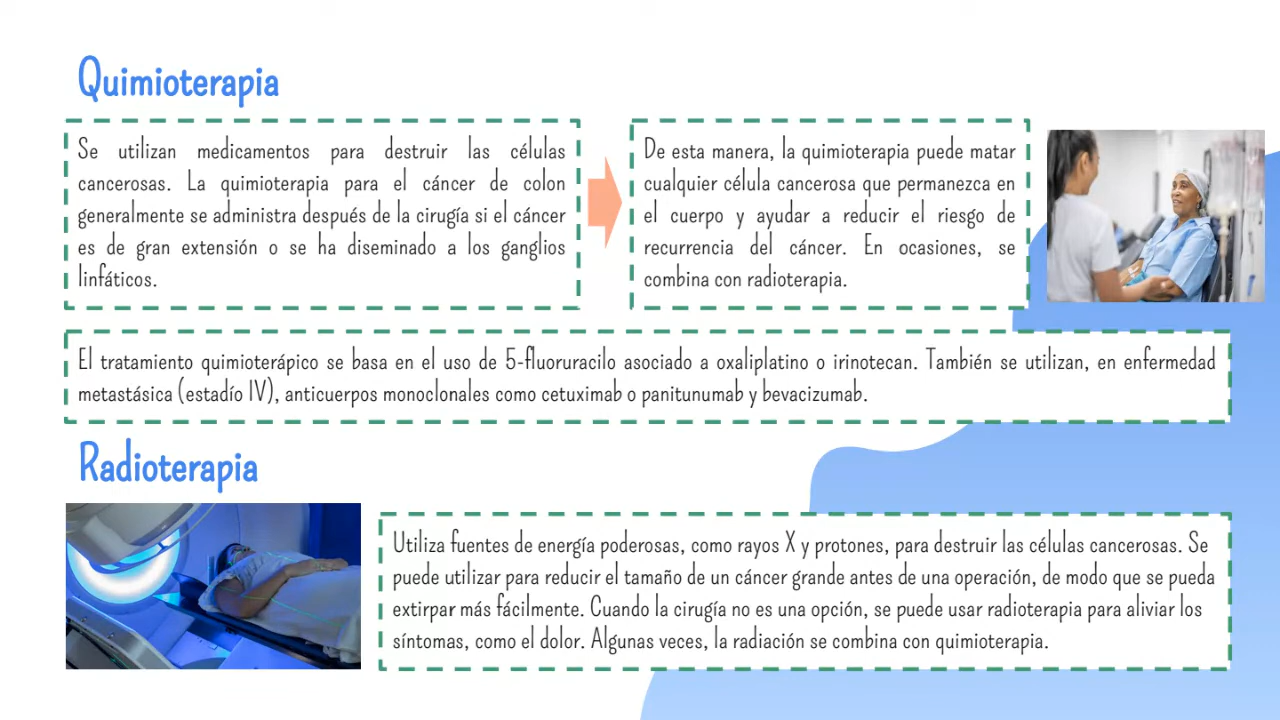 Quimioterapia
Se utilizan medicamentos para destruir las células
cancerosas. La quimioterapia para el cáncer de colon
generalmente se administra después de la cirugía si el cáncer
es de gran extensión o se ha diseminado a los ganglios
linfáticos.
De esta manera, la quimioterapia puede matar
cualquier célula cancerosa que permanezca en
el cuerpo y ayudar a reducir el riesgo de
recurrencia del cáncer. En ocasiones, se
combina con radioterapia.
El tratamiento quimioterápico se basa en el uso de 5-fluoruracilo asociado a oxaliplatino o irinotecan. También se utilizan, en enfermedad
metastásica (estadío IV), anticuerpos monoclonales como cetuximab o panitunumab y bevacizumab.
Radioterapia
Utiliza fuentes de energía poderosas, como rayos X y protones, para destruir las células cancerosas. Se
puede utilizar para reducir el tamaño de un cáncer grande antes de una operación, de modo que se pueda
extirpar más fácilmente. Cuando la cirugía no es una opción, se puede usar radioterapia para aliviar los
síntomas, como el dolor. Algunas veces, la radiación se combina con quimioterapia.